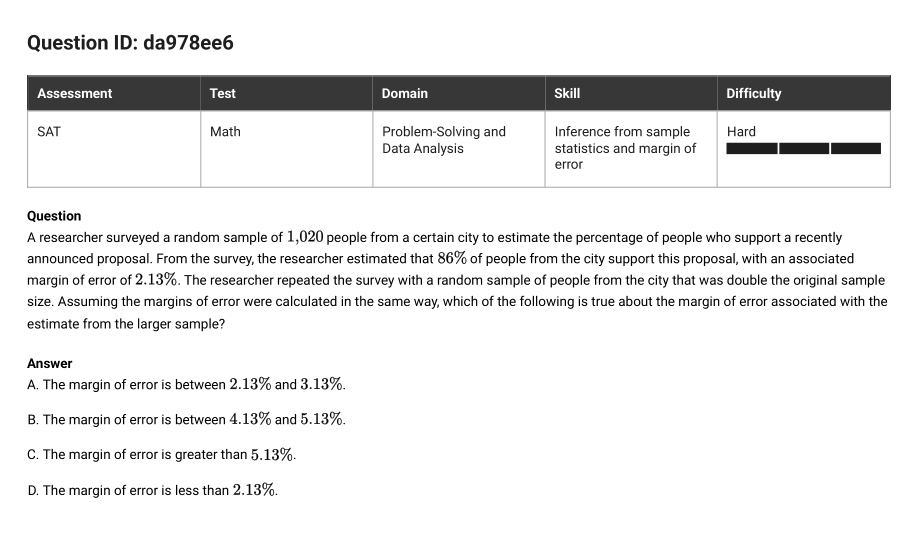 Question ID: da978ee6
Assessment Test Domain Skill Difficulty
SAT Math Problem-Solving and Inference from sample Hard
Data Analysis statistics and margin of
error
Question
A researcher surveyed a random sample of 1,020 people from a certain city to estimate the percentage of people who support a recently
announced proposal. From the survey, the researcher estimated that 86% of people from the city support this proposal, with an associated
margin of error of 2.13%. The researcher repeated the survey with a random sample of people from the city that was double the original sample
size. Assuming the margins of error were calculated in the same way, which of the following is true about the margin of error associated with the
estimate from the larger sample?
Answer
A. The margin of error is between 2.13% and 3.13%.
B. The margin of error is between 4.13% and 5.13%.
C. The margin of error is greater than 5.13%.
D. The margin of error is less than 2.13%.